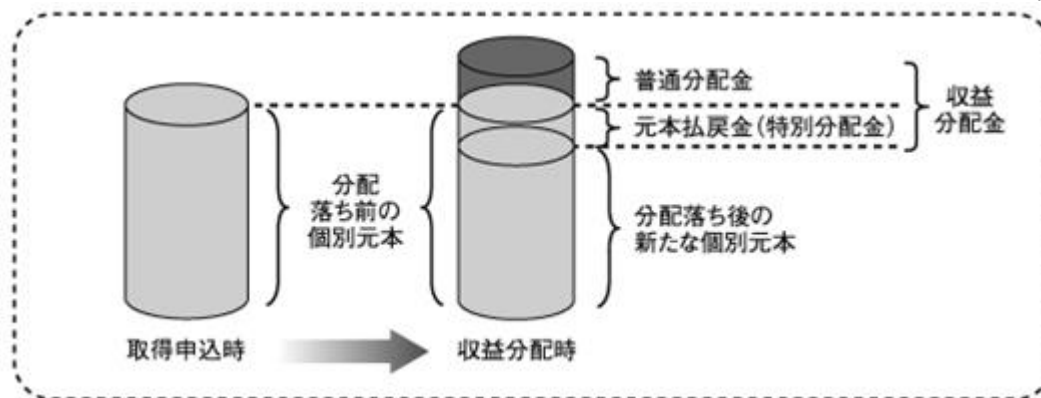 普通分配金
元本払戻金(特別分配金)
収益
分配金
分配
落ち前の
個別元本
分配落ち後の
新たな個別元本
取得申込時
収益分配時